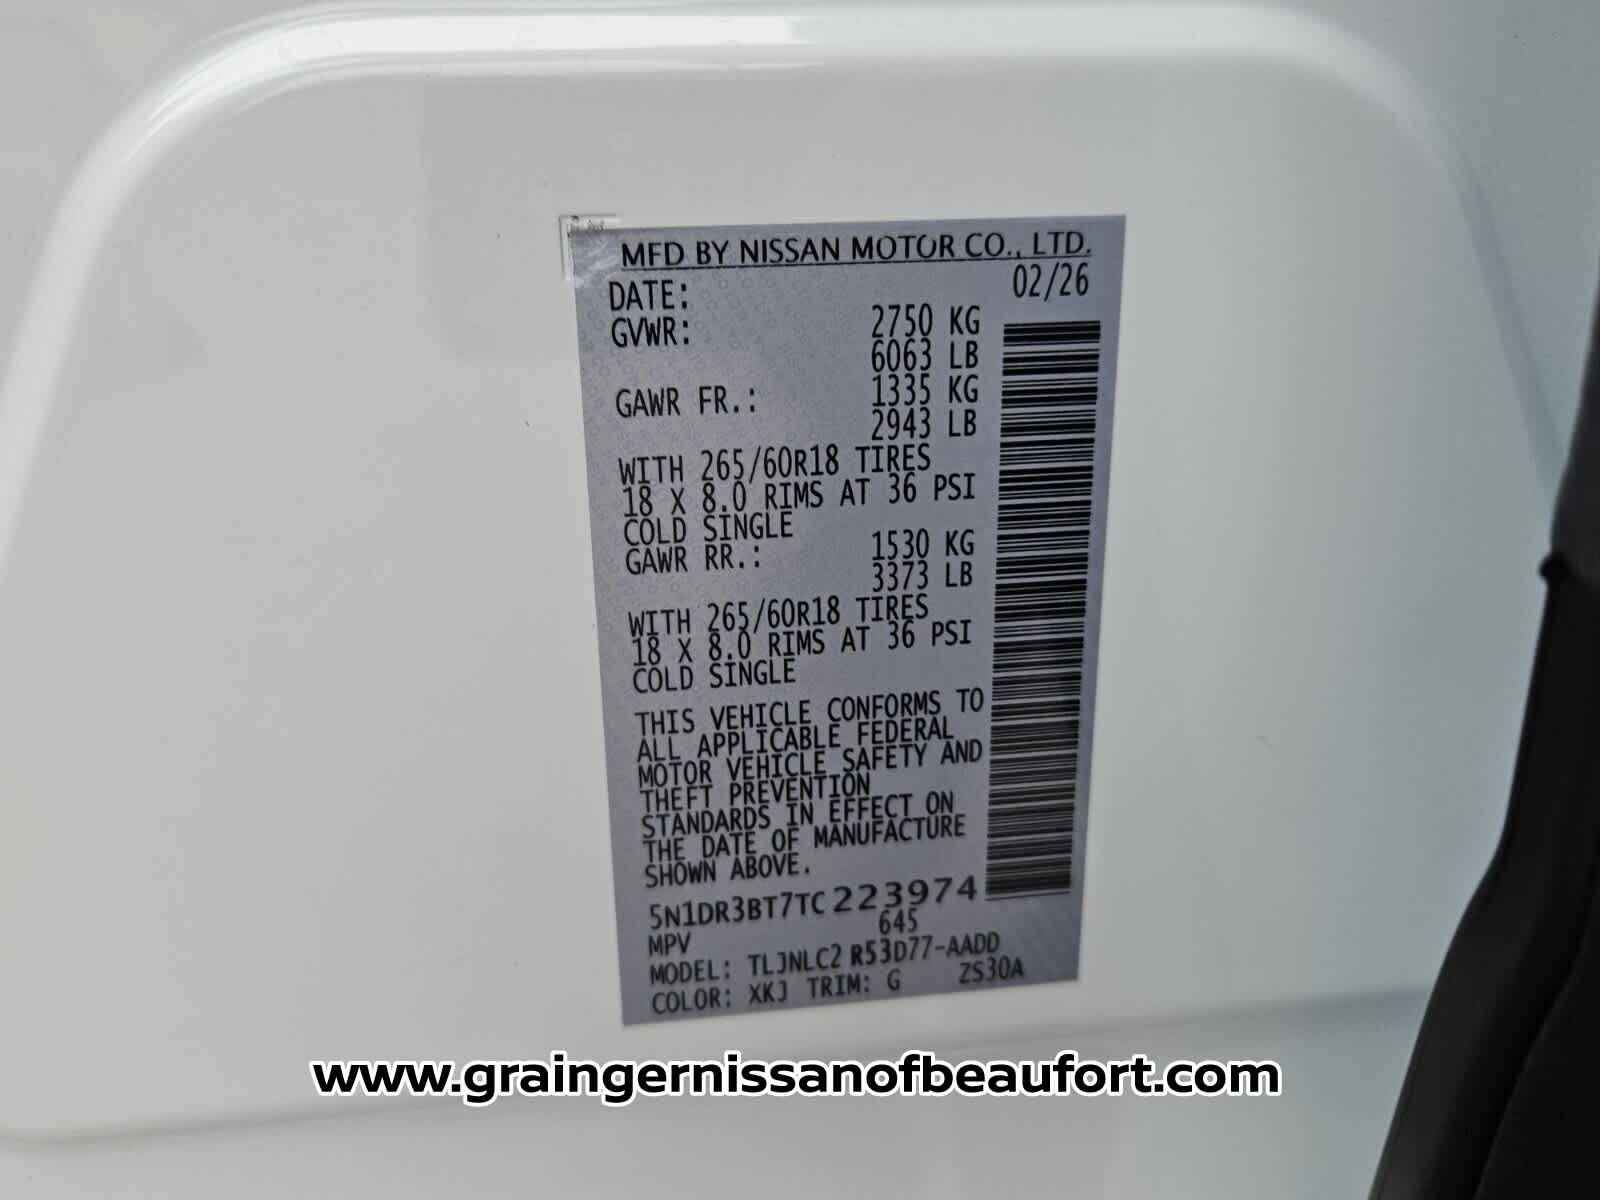 MFD BY NISSAN MOTOR CO., LTD.
DATE: 02/26
GVWR: 2750 KG
6063 LB
GAWR FR.: 1335 KG
2943 LB
WITH 265/60R18 TIRES
18 X 8.0 RIMS AT 36 PSI
COLD SINGLE
GAWR RR.: 1530 KG
3373 LB
WITH 265/60R18 TIRES
18 X 8.0 RIMS AT 36 PSI
COLD SINGLE
THIS VEHICLE CONFORMS TO
ALL APPLICABLE FEDERAL
MOTOR VEHICLE SAFETY AND
THEFT PREVENTION
STANDARDS IN EFFECT ON
THE DATE OF MANUFACTURE
SHOWN ABOVE.
5N1DR3BT7TC223974
MPV 645
MODEL: TLJNLC2 R53D77-AADD
COLOR: XKJ TRIM: G ZS30A
www.graingernissanofbeaufort.com